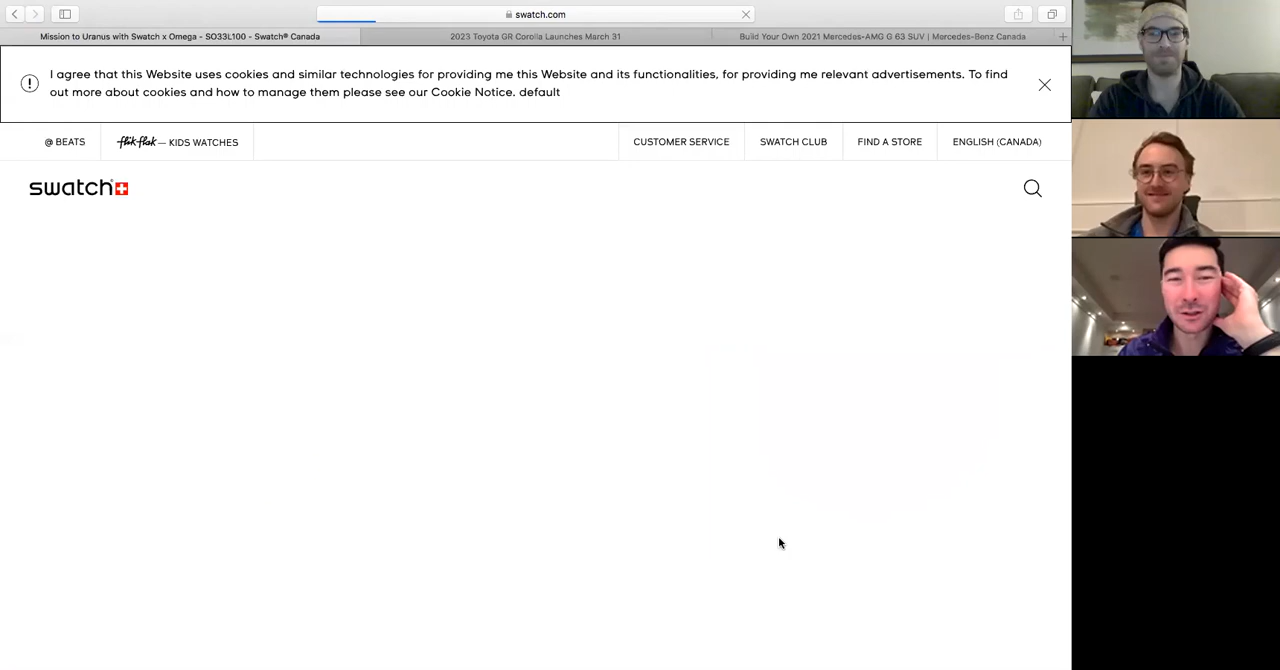 swatch.com
Mission to Uranus with Swatch x Omega - SO33L100 - Swatch® Canada
2023 Toyota GR Corolla Launches March 31
Build Your Own 2021 Mercedes-AMG G 63 SUV | Mercedes-Benz Canada
I agree that this Website uses cookies and similar technologies for providing me this Website and its functionalities, for providing me relevant advertisements. To find
out more about cookies and how to manage them please see our Cookie Notice. default
@ BEATS
flik flak — KIDS WATCHES
CUSTOMER SERVICE
SWATCH CLUB
FIND A STORE
ENGLISH (CANADA)
swatch